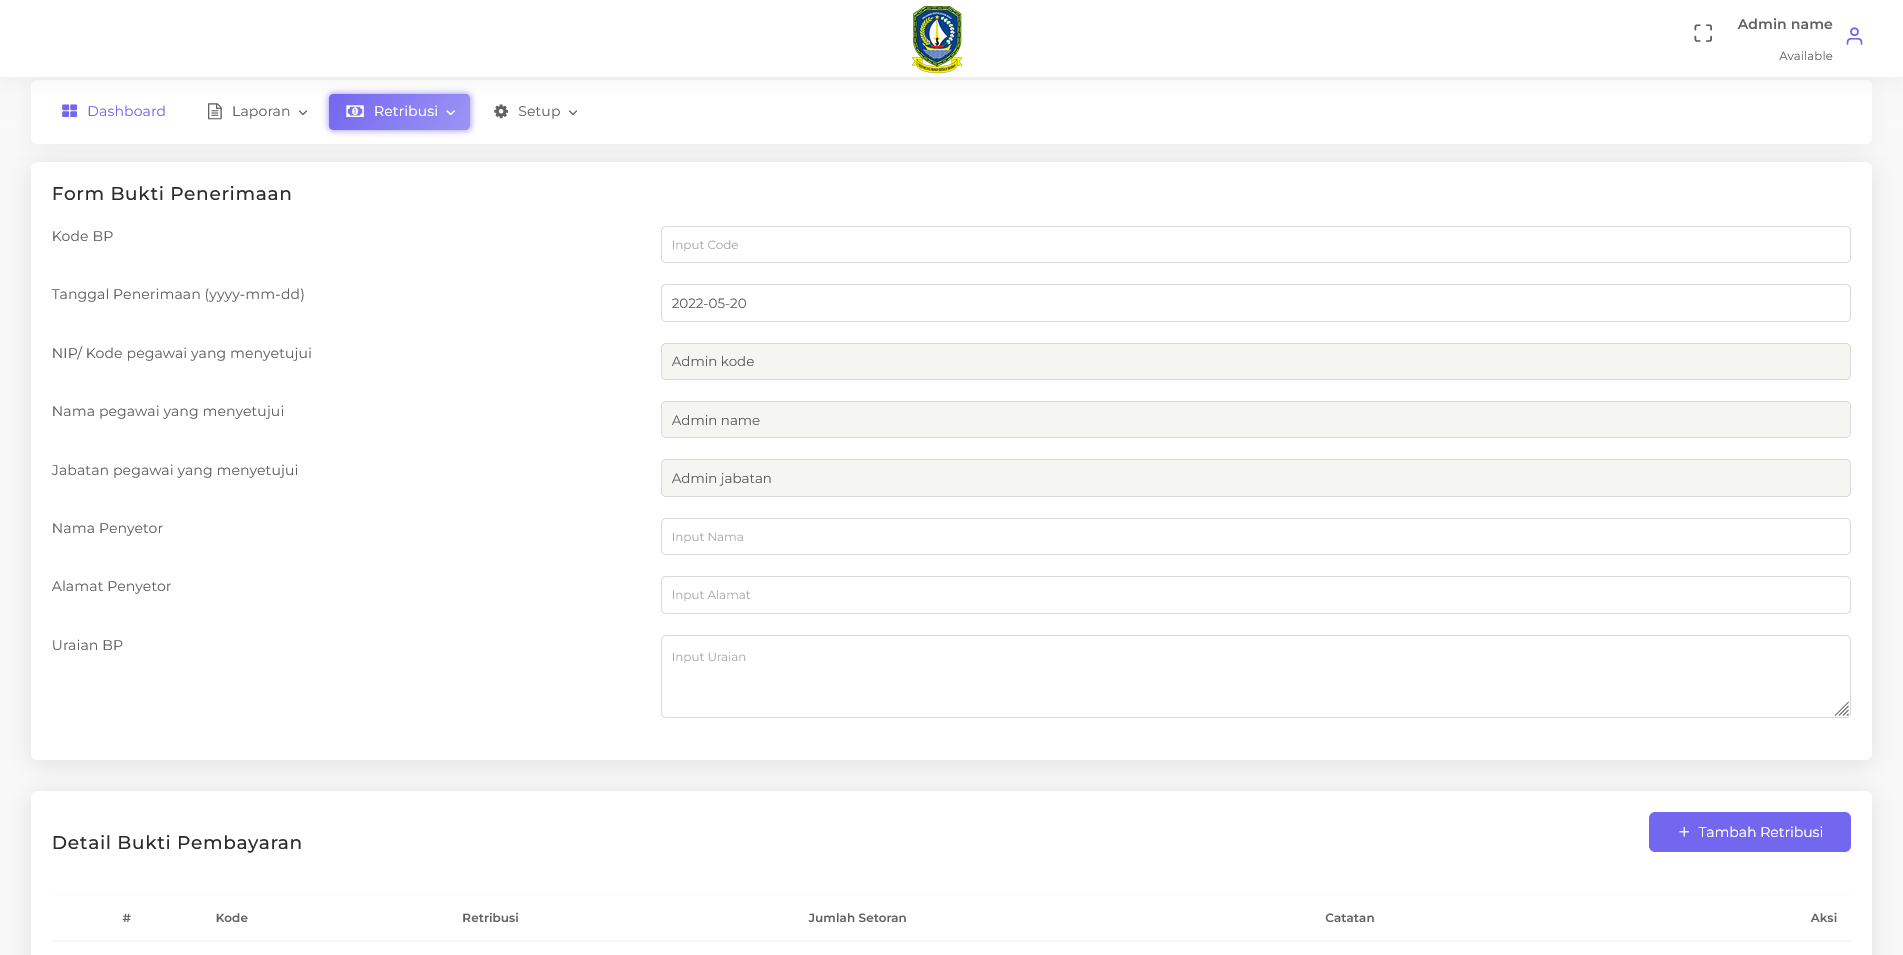 Admin name
Available
Dashboard
Laporan
Retribusi
Setup
Form Bukti Penerimaan
Kode BP
Input Code
Tanggal Penerimaan (yyyy-mm-dd)
2022-05-20
NIP/ Kode pegawai yang menyetujui
Admin kode
Nama pegawai yang menyetujui
Admin name
Jabatan pegawai yang menyetujui
Admin jabatan
Nama Penyetor
Input Nama
Alamat Penyetor
Input Alamat
Uraian BP
Input Uraian
Detail Bukti Pembayaran
+ Tambah Retribusi
# Kode Retribusi Jumlah Setoran Catatan Aksi